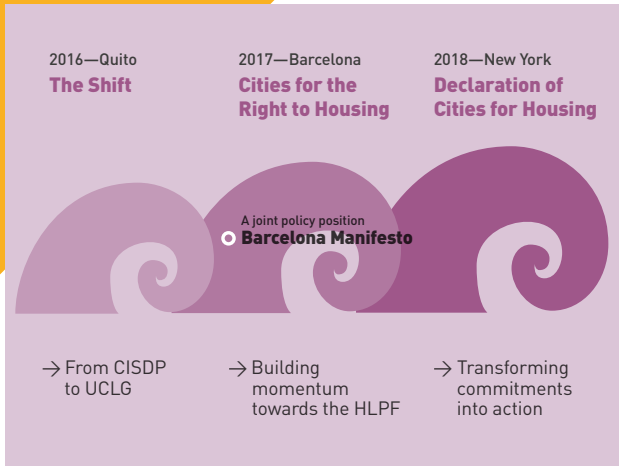 2016—Quito
The Shift
2017—Barcelona
Cities for the
Right to Housing
2018—New York
Declaration of
Cities for Housing
A joint policy position
Barcelona Manifesto
→ From CISDP
to UCLG
→ Building
momentum
towards the HLPF
→ Transforming
commitments
into action